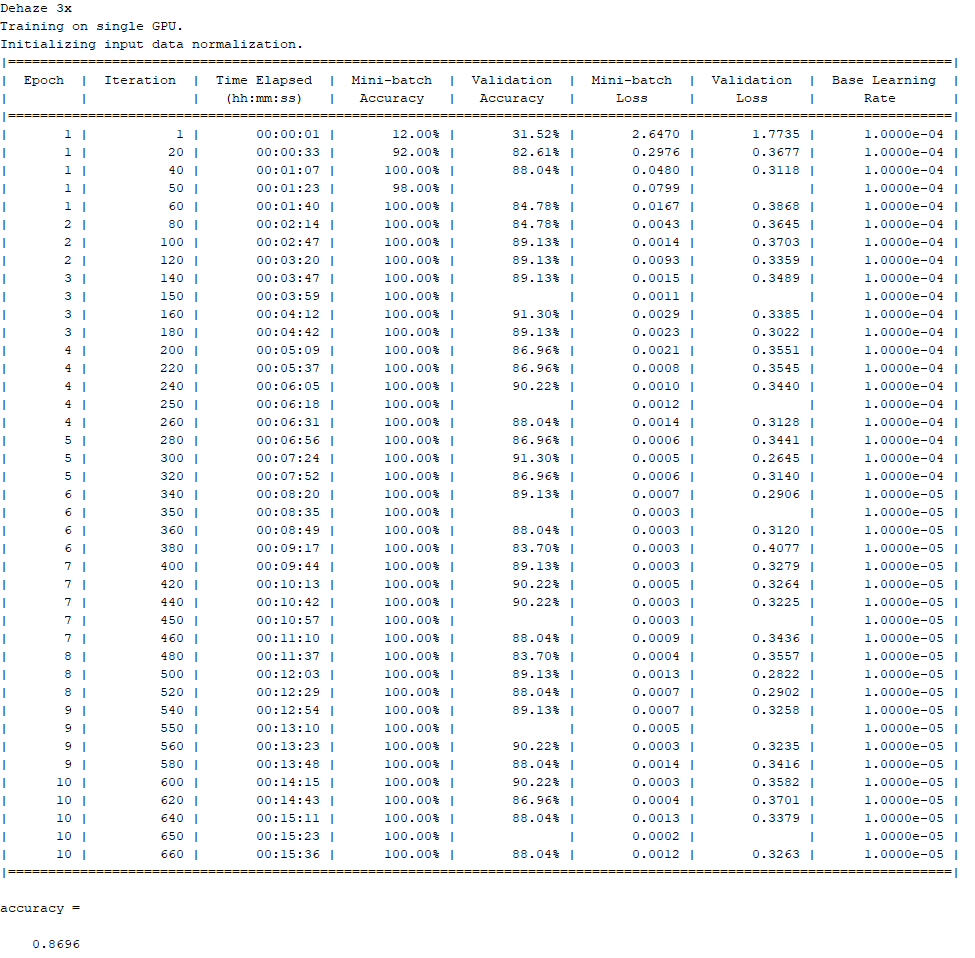 Dehaze 3x
Training on single GPU.
Initializing input data normalization.
|======================================================================================================================|
|  Epoch  |  Iteration  |  Time Elapsed  |  Mini-batch  |  Validation  |  Mini-batch  |  Validation  |  Base Learning  |
|         |             |   (hh:mm:ss)   |   Accuracy   |   Accuracy   |     Loss     |     Loss     |      Rate       |
|======================================================================================================================|
|       1 |           1 |       00:00:01 |       12.00% |       31.52% |       2.6470 |       1.7735 |      1.0000e-04 |
|       1 |          20 |       00:00:33 |       92.00% |       82.61% |       0.2976 |       0.3677 |      1.0000e-04 |
|       1 |          40 |       00:01:07 |      100.00% |       88.04% |       0.0480 |       0.3118 |      1.0000e-04 |
|       1 |          50 |       00:01:23 |       98.00% |              |       0.0799 |              |      1.0000e-04 |
|       1 |          60 |       00:01:40 |      100.00% |       84.78% |       0.0167 |       0.3868 |      1.0000e-04 |
|       2 |          80 |       00:02:14 |      100.00% |       84.78% |       0.0043 |       0.3645 |      1.0000e-04 |
|       2 |         100 |       00:02:47 |      100.00% |       89.13% |       0.0014 |       0.3703 |      1.0000e-04 |
|       2 |         120 |       00:03:20 |      100.00% |       89.13% |       0.0093 |       0.3359 |      1.0000e-04 |
|       3 |         140 |       00:03:47 |      100.00% |       89.13% |       0.0015 |       0.3489 |      1.0000e-04 |
|       3 |         150 |       00:03:59 |      100.00% |              |       0.0011 |              |      1.0000e-04 |
|       3 |         160 |       00:04:12 |      100.00% |       91.30% |       0.0029 |       0.3385 |      1.0000e-04 |
|       3 |         180 |       00:04:42 |      100.00% |       89.13% |       0.0023 |       0.3022 |      1.0000e-04 |
|       4 |         200 |       00:05:09 |      100.00% |       86.96% |       0.0021 |       0.3551 |      1.0000e-04 |
|       4 |         220 |       00:05:37 |      100.00% |       86.96% |       0.0008 |       0.3545 |      1.0000e-04 |
|       4 |         240 |       00:06:05 |      100.00% |       90.22% |       0.0010 |       0.3440 |      1.0000e-04 |
|       4 |         250 |       00:06:18 |      100.00% |              |       0.0012 |              |      1.0000e-04 |
|       4 |         260 |       00:06:31 |      100.00% |       88.04% |       0.0014 |       0.3128 |      1.0000e-04 |
|       5 |         280 |       00:06:56 |      100.00% |       86.96% |       0.0006 |       0.3441 |      1.0000e-04 |
|       5 |         300 |       00:07:24 |      100.00% |       91.30% |       0.0005 |       0.2645 |      1.0000e-04 |
|       5 |         320 |       00:07:52 |      100.00% |       86.96% |       0.0006 |       0.3140 |      1.0000e-04 |
|       6 |         340 |       00:08:20 |      100.00% |       89.13% |       0.0007 |       0.2906 |      1.0000e-05 |
|       6 |         350 |       00:08:35 |      100.00% |              |       0.0003 |              |      1.0000e-05 |
|       6 |         360 |       00:08:49 |      100.00% |       88.04% |       0.0003 |       0.3120 |      1.0000e-05 |
|       6 |         380 |       00:09:17 |      100.00% |       83.70% |       0.0003 |       0.4077 |      1.0000e-05 |
|       7 |         400 |       00:09:44 |      100.00% |       89.13% |       0.0003 |       0.3279 |      1.0000e-05 |
|       7 |         420 |       00:10:13 |      100.00% |       90.22% |       0.0005 |       0.3264 |      1.0000e-05 |
|       7 |         440 |       00:10:42 |      100.00% |       90.22% |       0.0003 |       0.3225 |      1.0000e-05 |
|       7 |         450 |       00:10:57 |      100.00% |              |       0.0003 |              |      1.0000e-05 |
|       7 |         460 |       00:11:10 |      100.00% |       88.04% |       0.0009 |       0.3436 |      1.0000e-05 |
|       8 |         480 |       00:11:37 |      100.00% |       83.70% |       0.0004 |       0.3557 |      1.0000e-05 |
|       8 |         500 |       00:12:03 |      100.00% |       89.13% |       0.0013 |       0.2822 |      1.0000e-05 |
|       8 |         520 |       00:12:29 |      100.00% |       88.04% |       0.0007 |       0.2902 |      1.0000e-05 |
|       9 |         540 |       00:12:54 |      100.00% |       89.13% |       0.0007 |       0.3258 |      1.0000e-05 |
|       9 |         550 |       00:13:10 |      100.00% |              |       0.0005 |              |      1.0000e-05 |
|       9 |         560 |       00:13:23 |      100.00% |       90.22% |       0.0003 |       0.3235 |      1.0000e-05 |
|       9 |         580 |       00:13:48 |      100.00% |       88.04% |       0.0014 |       0.3416 |      1.0000e-05 |
|      10 |         600 |       00:14:15 |      100.00% |       90.22% |       0.0003 |       0.3582 |      1.0000e-05 |
|      10 |         620 |       00:14:43 |      100.00% |       86.96% |       0.0004 |       0.3701 |      1.0000e-05 |
|      10 |         640 |       00:15:11 |      100.00% |       88.04% |       0.0013 |       0.3379 |      1.0000e-05 |
|      10 |         650 |       00:15:23 |      100.00% |              |       0.0002 |              |      1.0000e-05 |
|      10 |         660 |       00:15:36 |      100.00% |       88.04% |       0.0012 |       0.3263 |      1.0000e-05 |
|======================================================================================================================|
accuracy =
0.8696